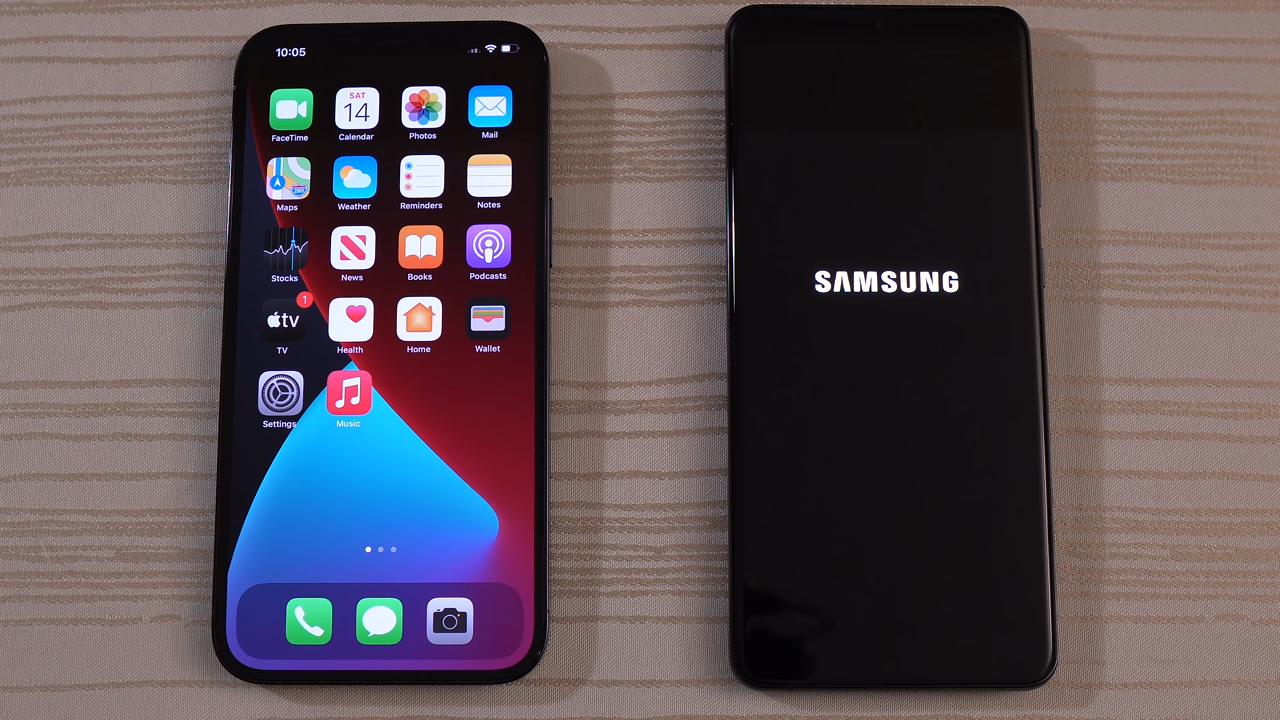 10:05
SAT
14
FaceTime
Calendar
Photos
Mail
280
Maps
Weather
Reminders
Notes
Stocks
News
Books
Podcasts
tv
1
TV
Health
Home
Wallet
Settings
Music
SAMSUNG